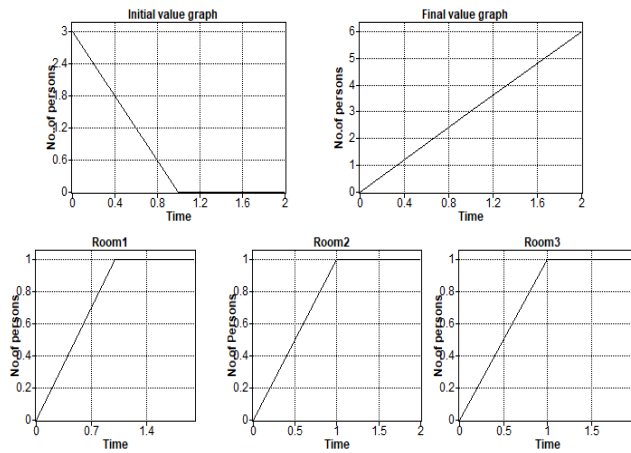 Initial value graph
No. of persons
3
2.4
1.8
1.2
0.6
0
0 0.4 0.8 1.2 1.6 2
Time
Final value graph
No.of persons
6
5
4
3
2
1
0
0 0.4 0.8 1.2 1.6 2
Time
Room1
No.of persons
1
0.8
0.6
0.4
0.2
0
0 0.7 1.4
Time
Room2
No.of Persons
1
0.8
0.6
0.4
0.2
0
0 0.5 1 1.5 2
Time
Room3
No.of persons
1
0.8
0.6
0.4
0.2
0
0 0.5 1 1.5
Time